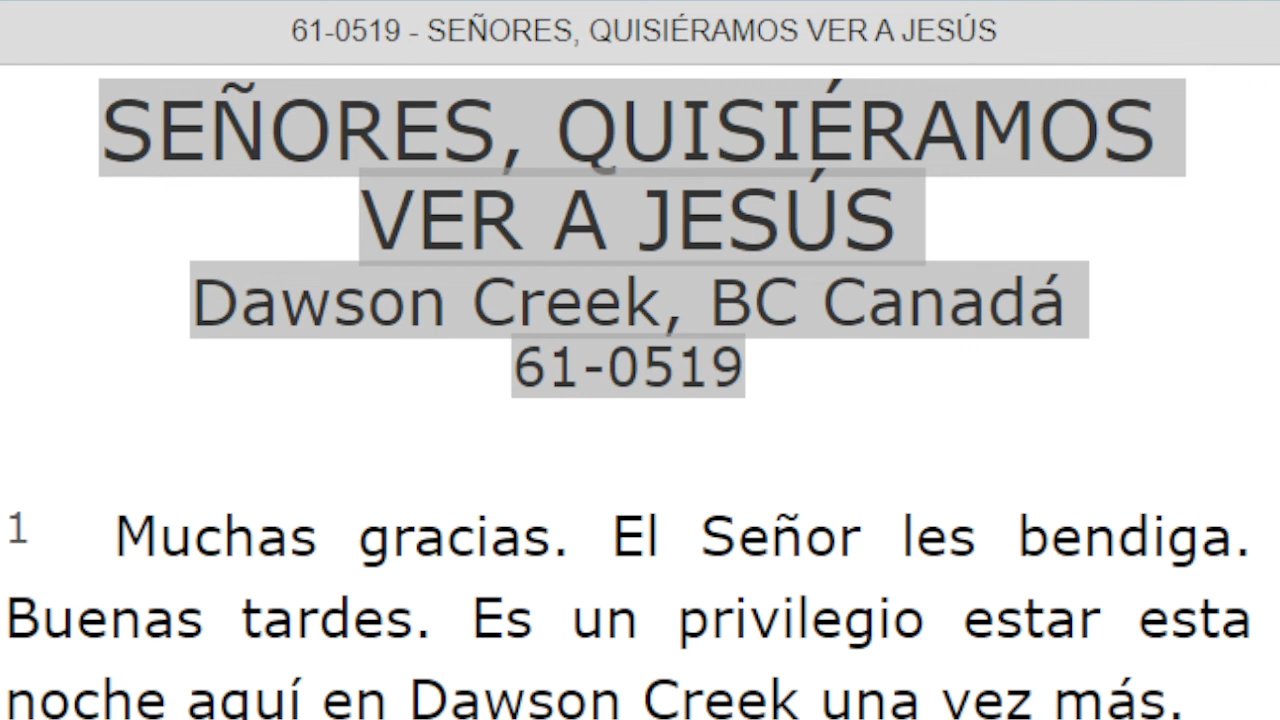 61-0519 - SEÑORES, QUISIÉRAMOS VER A JESÚS
SEÑORES, QUISIÉRAMOS
VER A JESÚS
Dawson Creek, BC Canadá
61-0519
1 Muchas gracias. El Señor les bendiga.
Buenas tardes. Es un privilegio estar esta
noche aquí en Dawson Creek una vez más.